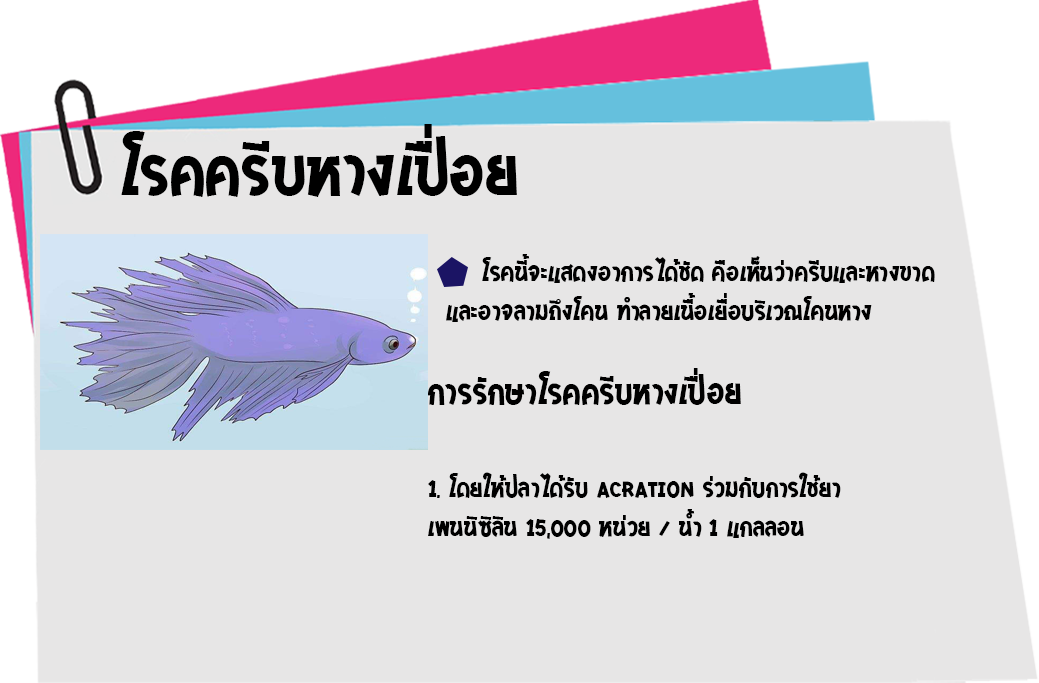 โรคครีบหางเปื่อย
โรคนี้จะแสดงอาการได้ชัด คือเห็นว่าครีบและหางขาด
และอาจลามถึงโคน ทำลายเนื้อเยื่อบริเวณโคนหาง
การรักษาโรคครีบหางเปื่อย
1. โดยให้ปลาได้รับ ACRATION ร่วมกับการใช้ยา
เพนนิซิลิน 15,000 หน่วย / น้ำ 1 แกลลอน